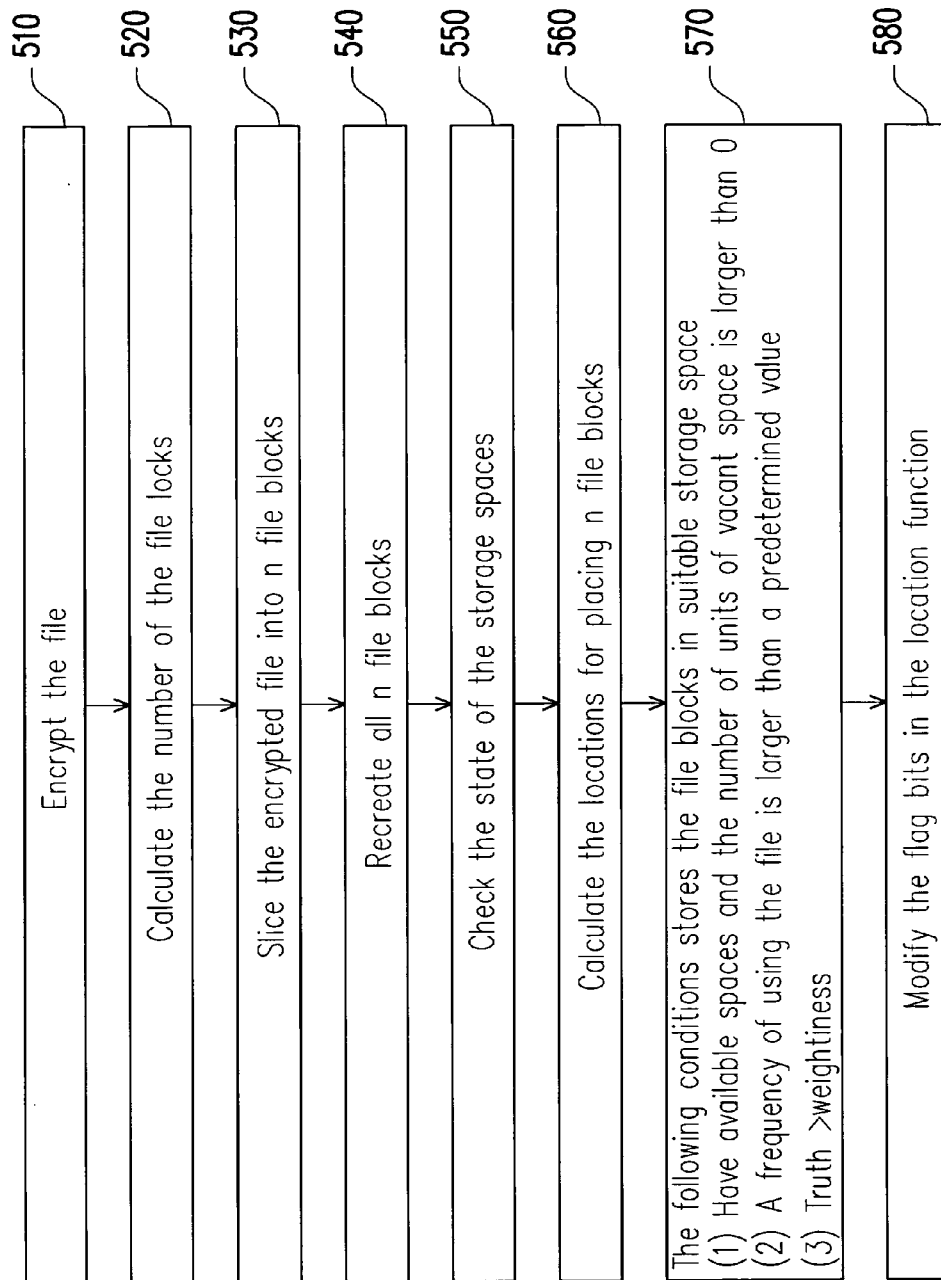 Encrypt the file
510
Calculate the number of the file locks
520
Slice the encrypted file into n file blocks
530
Recreate all n file blocks
540
Check the state of the storage spaces
550
Calculate the locations for placing n file blocks
560
The following conditions stores the file blocks in suitable storage space
(1) Have available spaces and the number of units of vacant space is larger than 0
(2) A frequency of using the file is larger than a predetermined value
(3) Truth >weightiness
570
Modify the flag bits in the location function
580